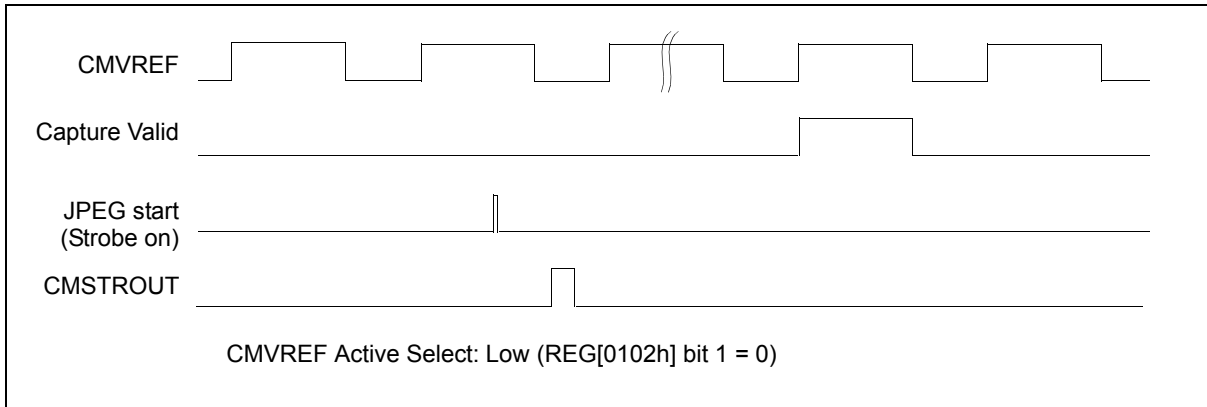 CMVREF
Capture Valid
JPEG start
(Strobe on)
CMSTROUT
CMVREF Active Select: Low (REG[0102h] bit 1 = 0)